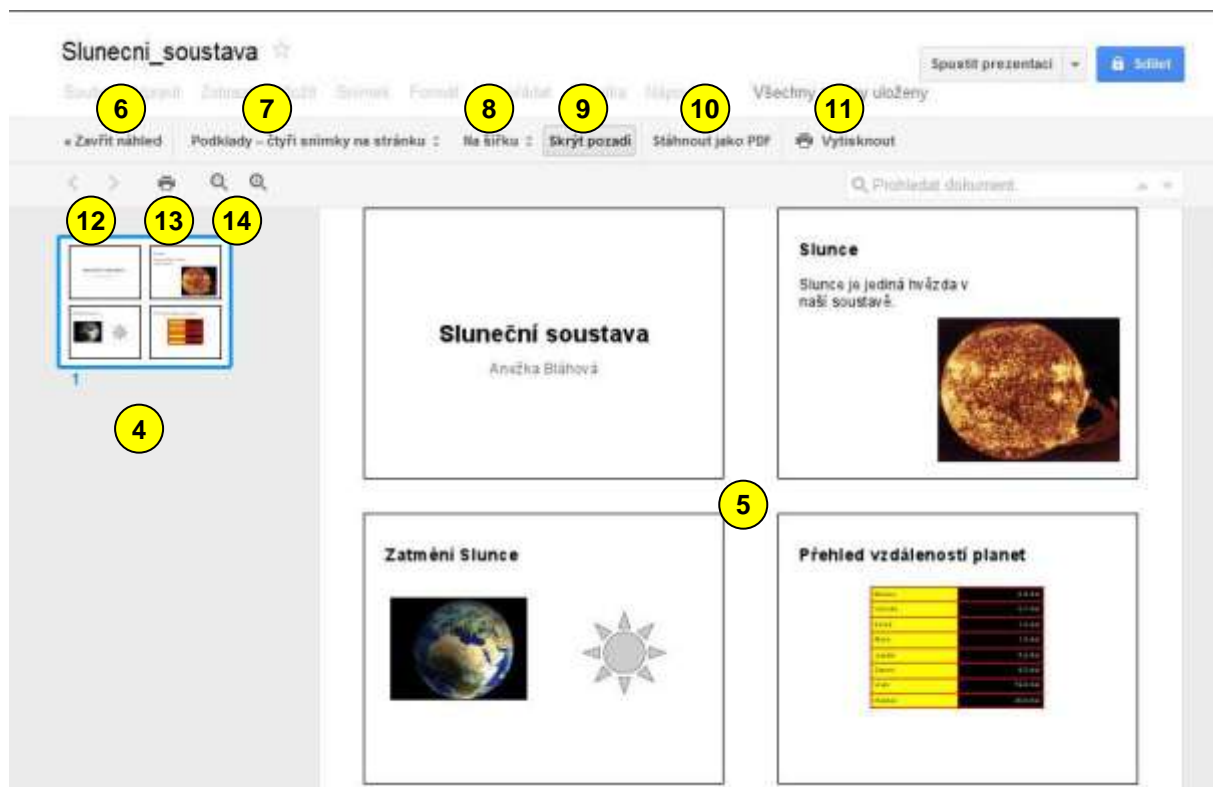 Slunecni_soustava
Spustit prezentaci
Sdílet
Snímek
Všechny uloženy
6 7 8 9 10 11
« Zavřít náhled Podklady – čtyři snímky na stránku Na šířku Skrýt pozadí Stáhnout jako PDF Vytisknout
Prohledat dokument.
12 13 14
1
4
Sluneční soustava
Anežka Bláhová
Slunce
Slunce je jediná hvězda v
naší soustavě.
5
Zatmění Slunce
Přehled vzdáleností planet